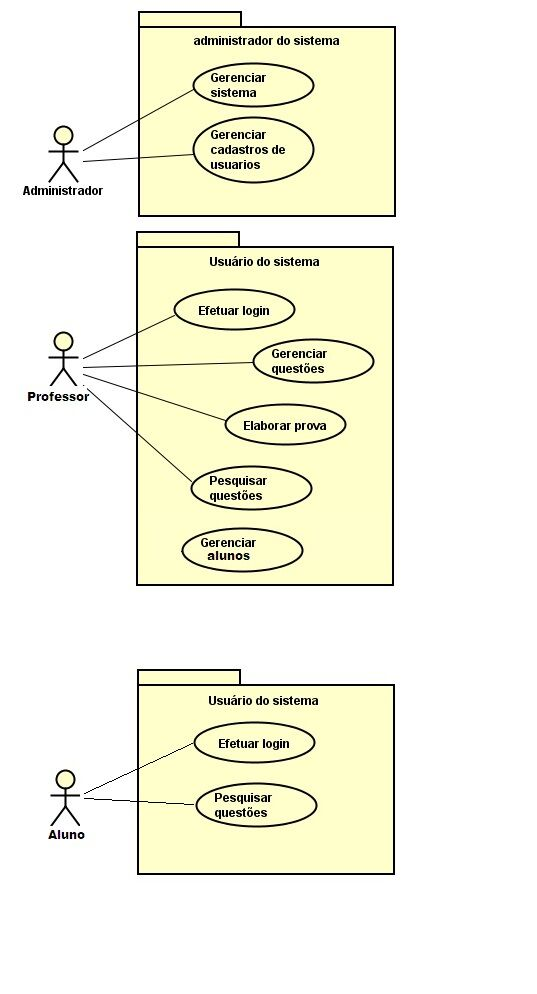 administrador do sistema
Gerenciar
sistema
Gerenciar
cadastros de
usuarios
Administrador
Usuário do sistema
Efetuar login
Gerenciar
questões
Professor
Elaborar prova
Pesquisar
questões
Gerenciar
alunos
Usuário do sistema
Efetuar login
Pesquisar
questões
Aluno